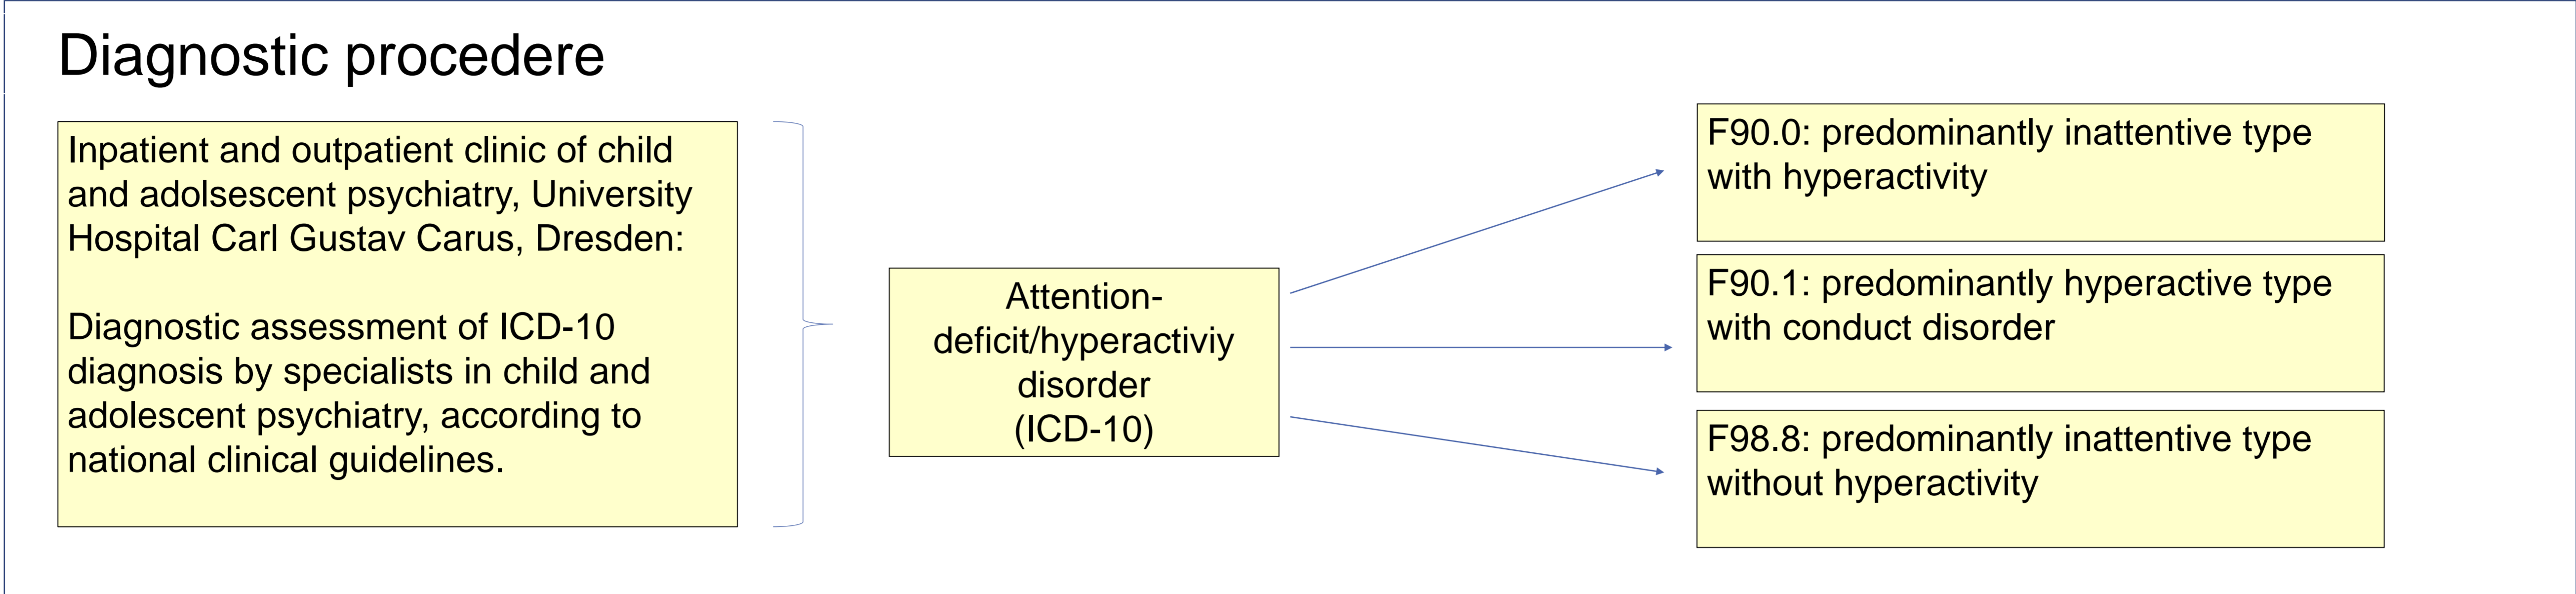 Diagnostic procedere
Inpatient and outpatient clinic of child
and adolsescent psychiatry, University
Hospital Carl Gustav Carus, Dresden:
Diagnostic assessment of ICD-10
diagnosis by specialists in child and
adolescent psychiatry, according to
national clinical guidelines.
Attention-
deficit/hyperactiviy
disorder
(ICD-10)
F90.0: predominantly inattentive type
with hyperactivity
F90.1: predominantly hyperactive type
with conduct disorder
F98.8: predominantly inattentive type
without hyperactivity